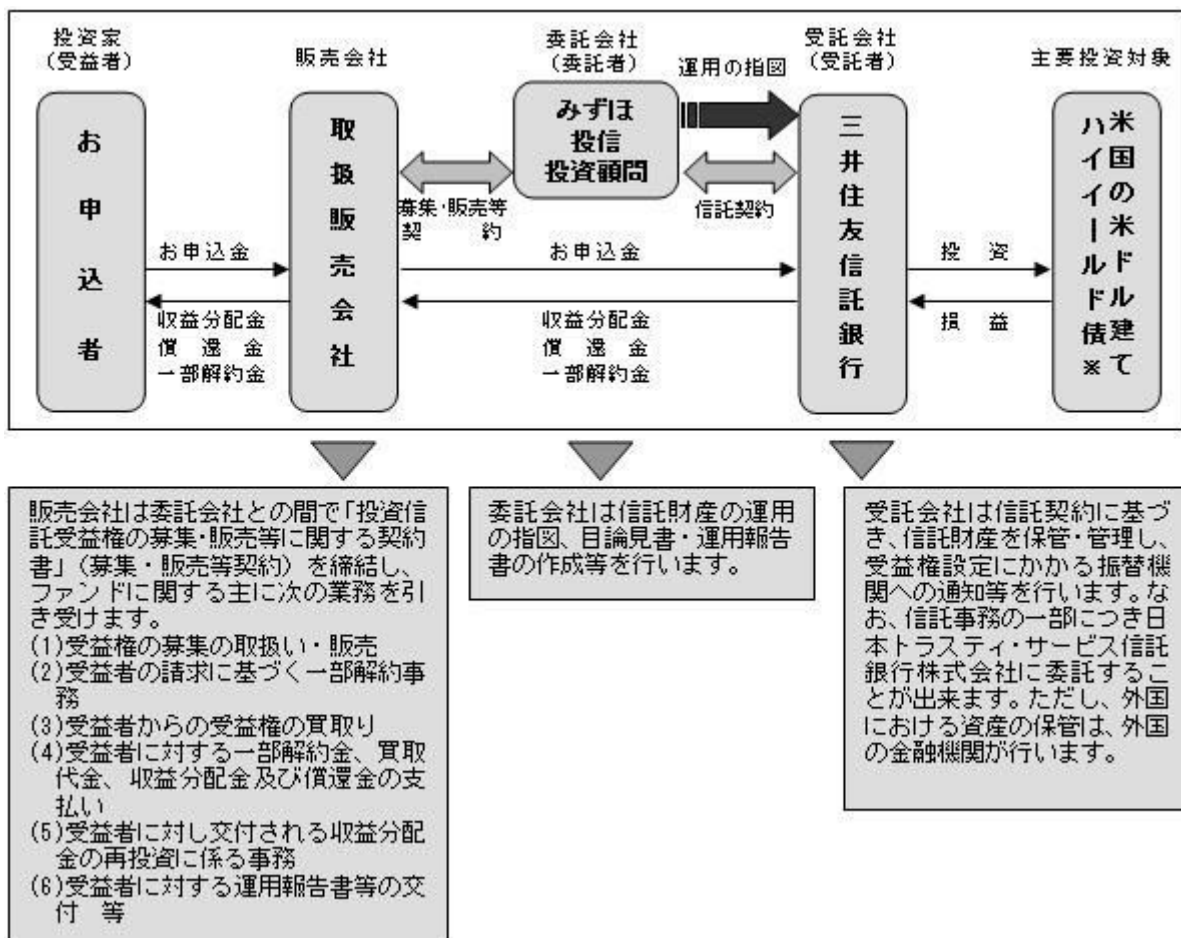 投資家
（受益者）
販売会社
委託会社
（委託者）
受託会社
（受託者）
主要投資対象
運用の指図
お申込者
取扱販売会社
みずほ
投信
投資顧問
三井住友信託銀行
米国の米ドル建て
ハイイールド債※
募集・販売等
契約
信託契約
お申込金
お申込金
投資
収益分配金
償還金
一部解約金
収益分配金
償還金
一部解約金
損益
販売会社は委託会社との間で「投資信
託受益権の募集・販売等に関する契約
書」（募集・販売等契約）を締結し、
ファンドに関する主に次の業務を引
き受けます。
(1)受益権の募集の取扱い・販売
(2)受益者の請求に基づく一部解約事
務
(3)受益者からの受益権の買取り
(4)受益者に対する一部解約金、買取
代金、収益分配金及び償還金の支
払い
(5)受益者に対し交付される収益分配
金の再投資に係る事務
(6)受益者に対する運用報告書等の交
付　等
委託会社は信託財産の運用
の指図、目論見書・運用報告
書の作成等を行います。
受託会社は信託契約に基づ
き、信託財産を保管・管理し、
受益権設定にかかる振替機
関への通知等を行います。な
お、信託事務の一部につき日
本トラスティ・サービス信託
銀行株式会社に委託するこ
とが出来ます。ただし、外国
における資産の保管は、外国
の金融機関が行います。